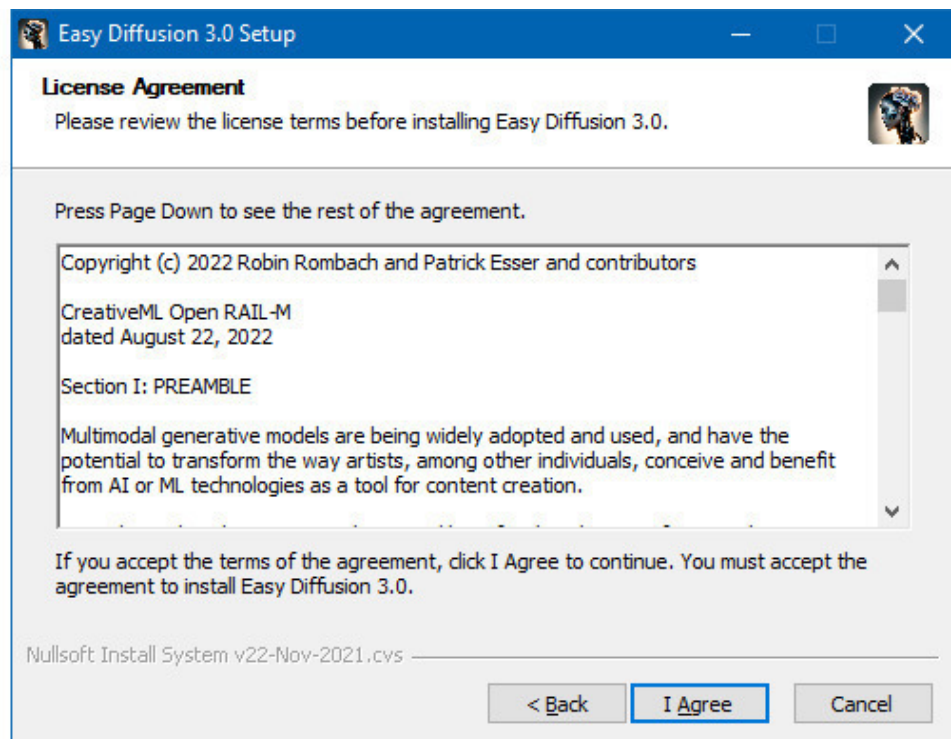 Easy Diffusion 3.0 Setup
License Agreement
Please review the license terms before installing Easy Diffusion 3.0.
Press Page Down to see the rest of the agreement.
Copyright (c) 2022 Robin Rombach and Patrick Esser and contributors
CreativeML Open RAIL-M
dated August 22, 2022
Section I: PREAMBLE
Multimodal generative models are being widely adopted and used, and have the
potential to transform the way artists, among other individuals, conceive and benefit
from AI or ML technologies as a tool for content creation.
If you accept the terms of the agreement, click I Agree to continue. You must accept the
agreement to install Easy Diffusion 3.0.
Nullsoft Install System v22-Nov-2021.cvs
< Back
I Agree
Cancel